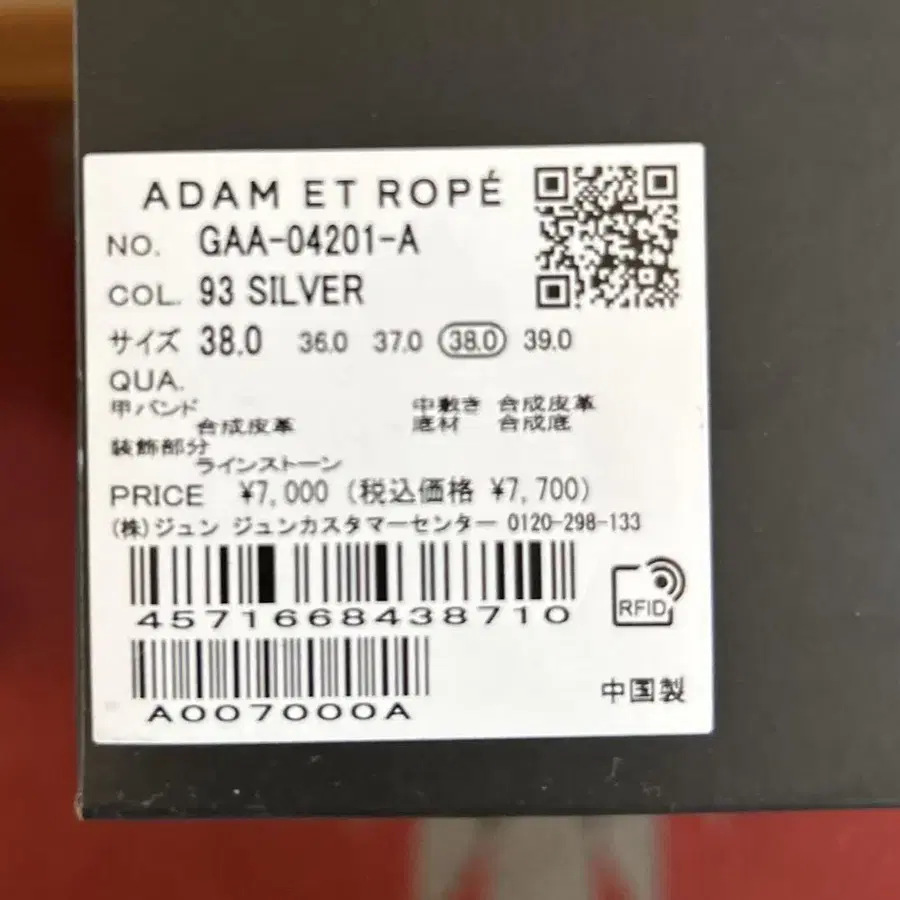 ADAM ET ROPÉ
NO. GAA-04201-A
COL. 93 SILVER
サイズ 38.0 36.0 37.0 38.0 39.0
QUA.
甲バンド 中敷き 合成皮革
合成皮革 底材 合成底
装飾部分
ラインストーン
PRICE ¥7,000 (税込価格 ¥7,700)
(株)ジュン ジュンカスタマーセンター 0120-298-133
4571668438710
RFID
A007000A
中国製